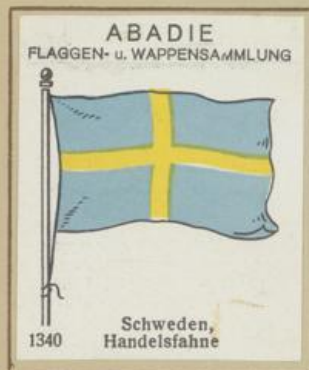 ABADIE
FLAGGEN- u. WAPPENSAMMLUNG
1340
Schweden,
Handelsfahne